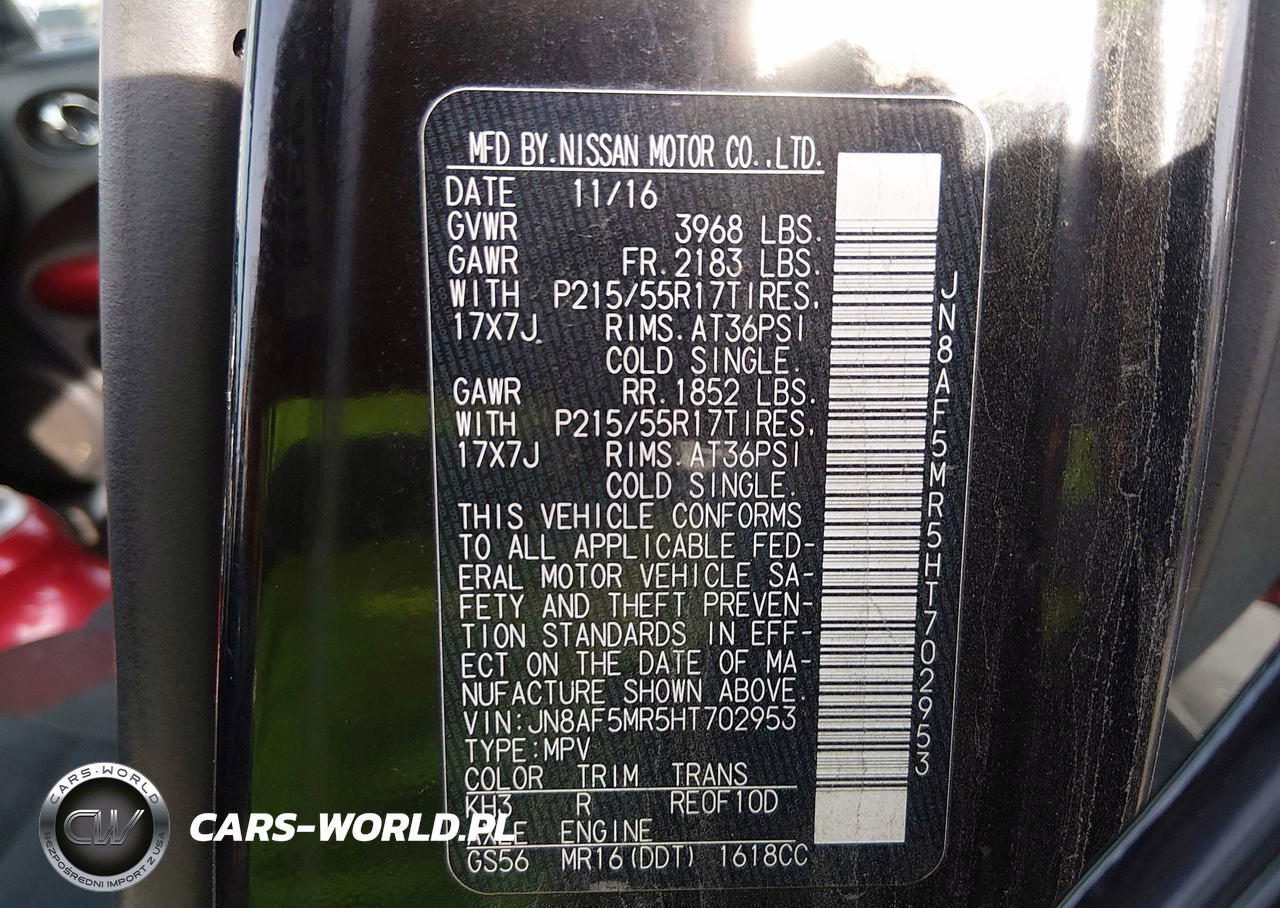 MFD BY.NISSAN MOTOR CO.,LTD.
DATE 11/16
GVWR 3968 LBS.
GAWR FR.2183 LBS.
WITH P215/55R17TIRES,
17X7J RIMS.AT36PSI
COLD SINGLE.
GAWR RR.1852 LBS.
WITH P215/55R17TIRES,
17X7J RIMS.AT36PSI
COLD SINGLE.
THIS VEHICLE CONFORMS
TO ALL APPLICABLE FED-
ERAL MOTOR VEHICLE SA-
FETY AND THEFT PREVEN-
TION STANDARDS IN EFF-
ECT ON THE DATE OF MA-
NUFACTURE SHOWN ABOVE.
VIN:JN8AF5MR5HT702953
TYPE:MPV
COLOR TRIM TRANS
KH3 R RE0F10D
AXLE ENGINE
GS56 MR16(DDT) 1618CC
JN8AF5MR5HT702953
CARS-WORLD
CW
BEZPOŚREDNI IMPORT Z USA
CARS-WORLD.PL